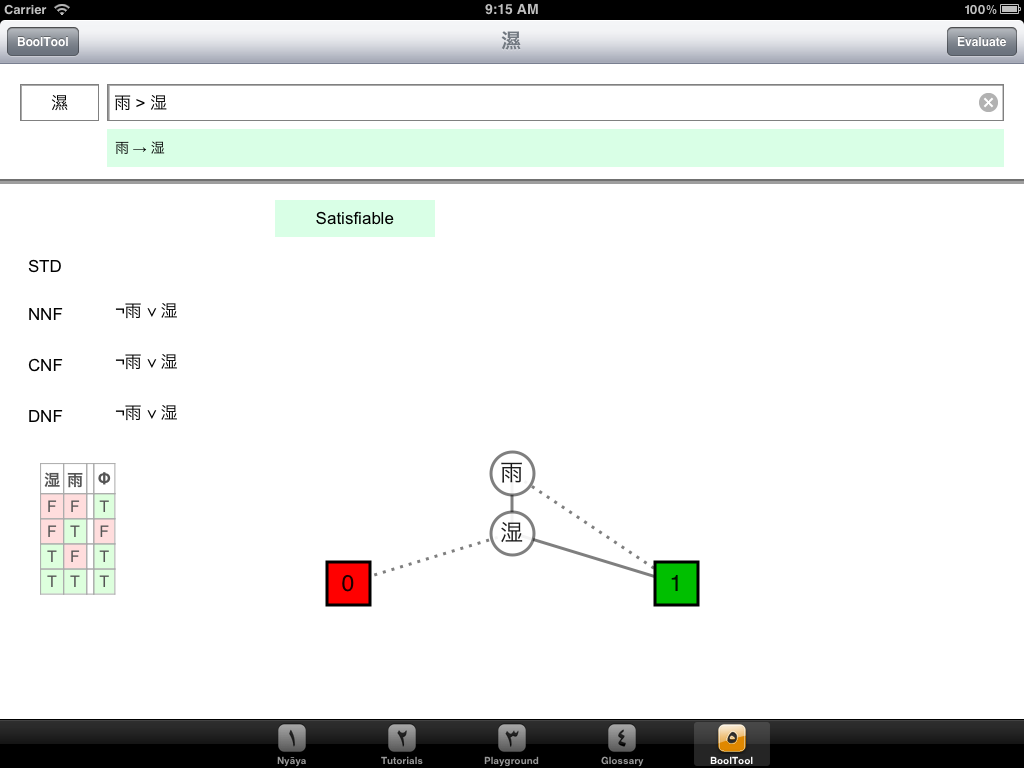 Carrier 9:15 AM 100%
BoolTool 濕 Evaluate
濕 雨 > 湿
雨 → 湿
Satisfiable
STD
NNF ¬雨 ∨ 湿
CNF ¬雨 ∨ 湿
DNF ¬雨 ∨ 湿
湿 雨 Φ
F F T
F T F
T F T
T T T
雨
湿
0 1
١ ٢ ٣ ٤ ٥
Nyāya Tutorials Playground Glossary BoolTool